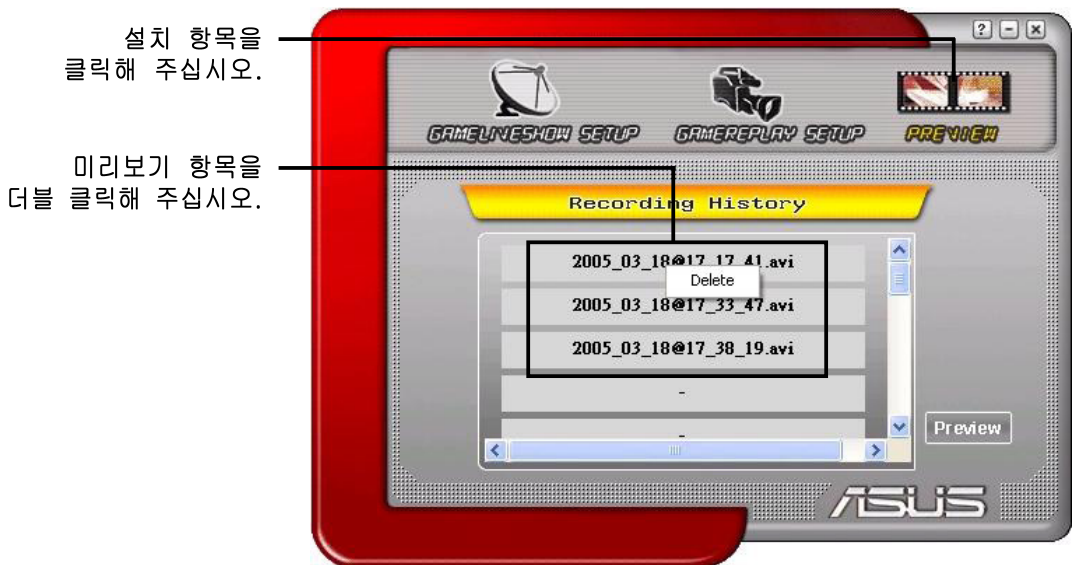 설치 항목을
클릭해 주십시오.
미리보기 항목을
더블 클릭해 주십시오.
GAMELIVESHOW SETUP
GAMEREPLAY SETUP
PREVIEW
Recording History
2005_03_18@17_17_41.avi
Delete
2005_03_18@17_33_47.avi
2005_03_18@17_38_19.avi
-
-
Preview
ASUS